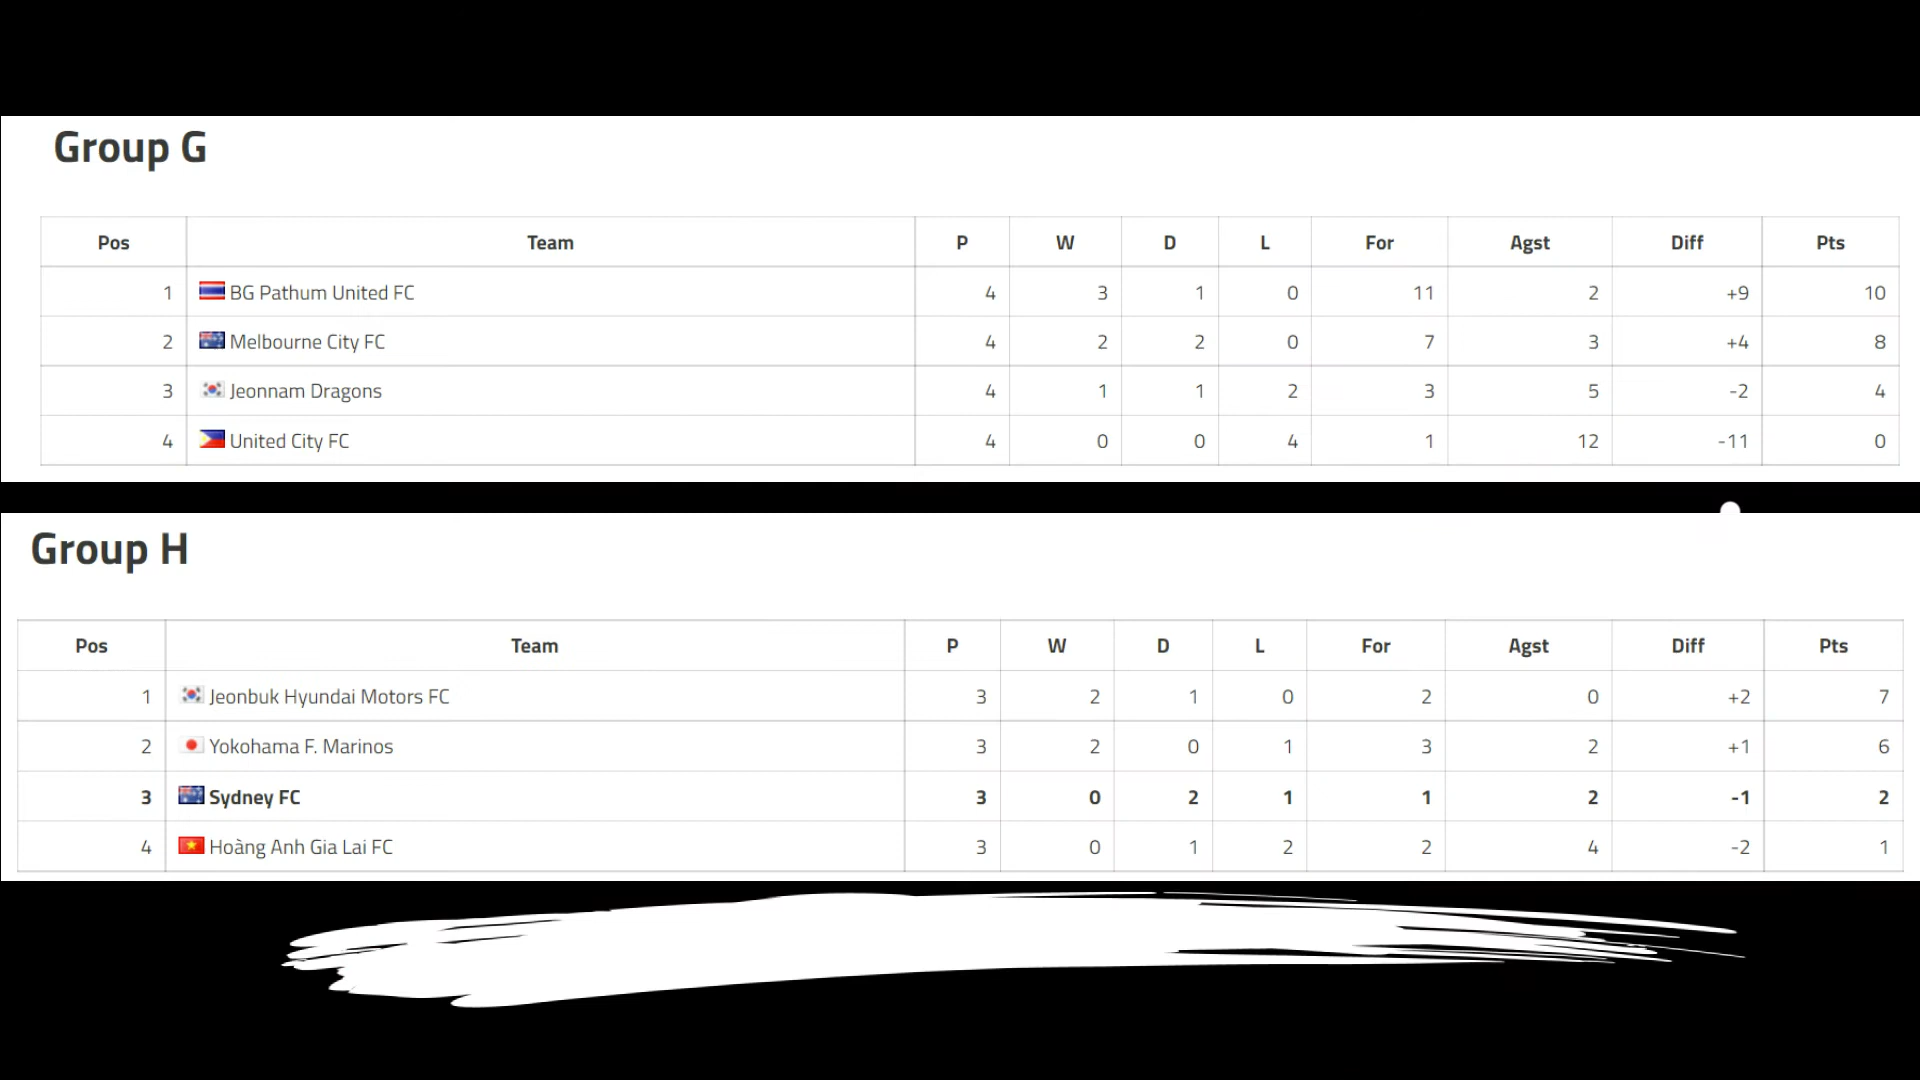 Group G
Pos Team P W D L For Agst Diff Pts
1 BG Pathum United FC 4 3 1 0 11 2 +9 10
2 Melbourne City FC 4 2 2 0 7 3 +4 8
3 Jeonnam Dragons 4 1 1 2 3 5 -2 4
4 United City FC 4 0 0 4 1 12 -11 0
Group H
Pos Team P W D L For Agst Diff Pts
1 Jeonbuk Hyundai Motors FC 3 2 1 0 2 0 +2 7
2 Yokohama F. Marinos 3 2 0 1 3 2 +1 6
3 Sydney FC 3 0 2 1 1 2 -1 2
4 Hoàng Anh Gia Lai FC 3 0 1 2 2 4 -2 1